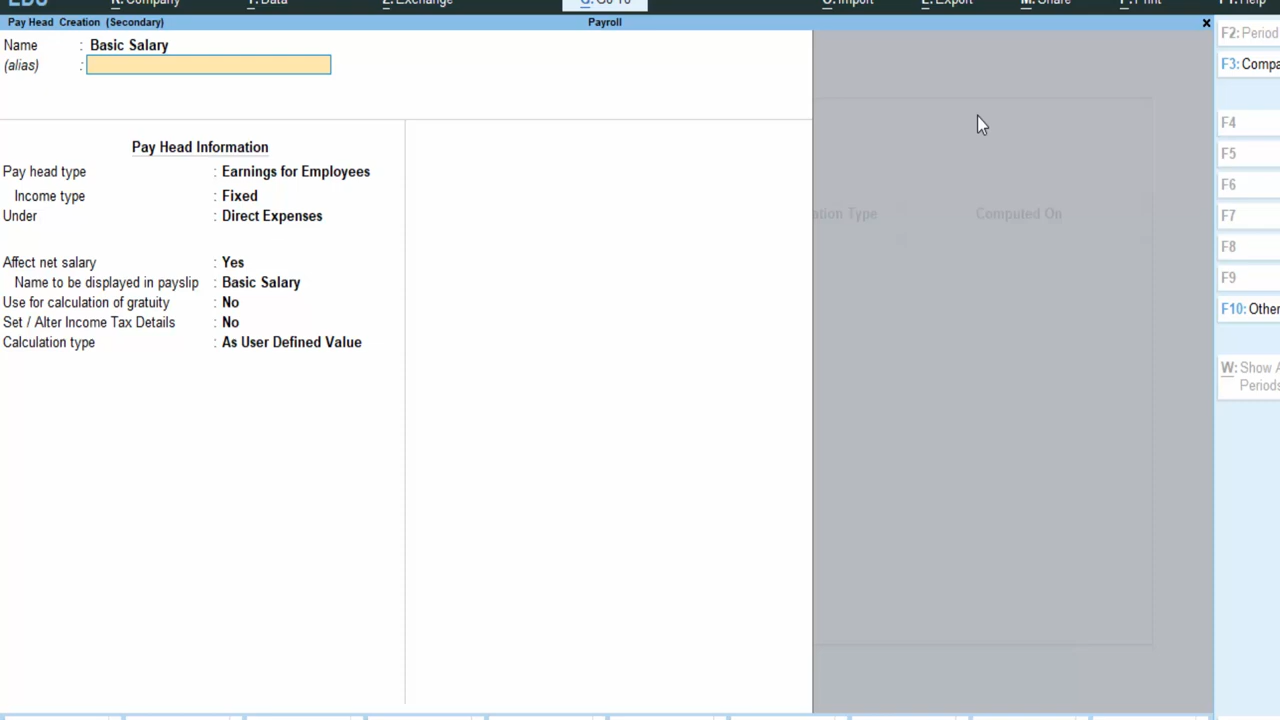 EDU K: Company Y: Data Z: Exchange G: Go To O: Import E: Export M: Share P: Print F1: Help
Pay Head Creation (Secondary) Payroll ×
Name : Basic Salary
(alias) :
Pay Head Information
Pay head type : Earnings for Employees
Income type : Fixed
Under : Direct Expenses
Affect net salary : Yes
Name to be displayed in payslip : Basic Salary
Use for calculation of gratuity : No
Set / Alter Income Tax Details : No
Calculation type : As User Defined Value
ation Type Computed On
F2: Period
F3: Compa
F4
F5
F6
F7
F8
F9
F10: Other
W: Show A
Periods